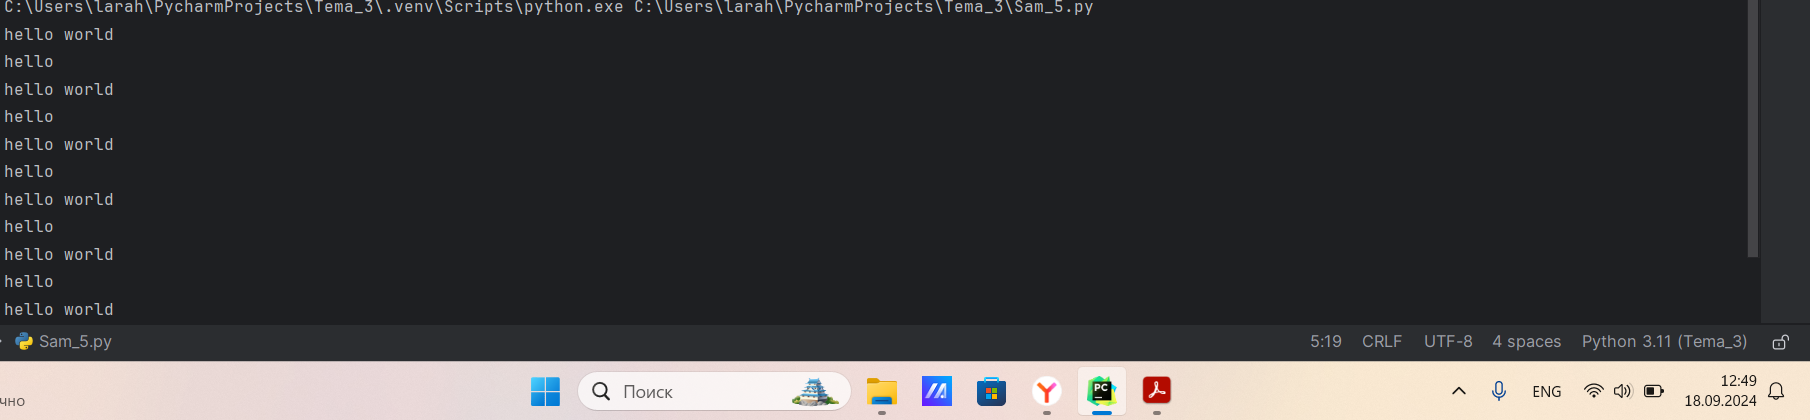 C:\Users\larah\PycharmProjects\Tema_3\.venv\Scripts\python.exe C:\Users\larah\PycharmProjects\Tema_3\Sam_5.py
hello world
hello
hello world
hello
hello world
hello
hello world
hello
hello world
hello
hello world
Sam_5.py 5:19 CRLF UTF-8 4 spaces Python 3.11 (Tema_3)
чно Поиск PC ENG 12:49
18.09.2024